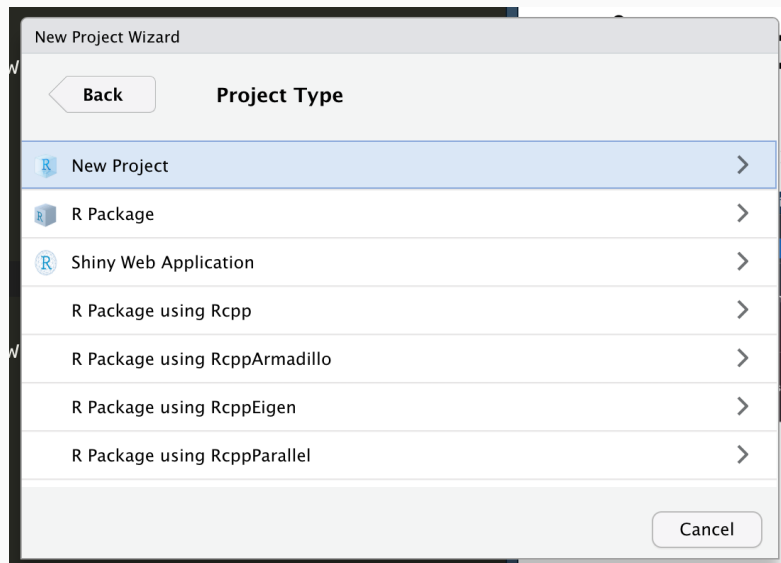 New Project Wizard
Back
Project Type
R New Project
R R Package
R Shiny Web Application
R Package using Rcpp
R Package using RcppArmadillo
R Package using RcppEigen
R Package using RcppParallel
Cancel